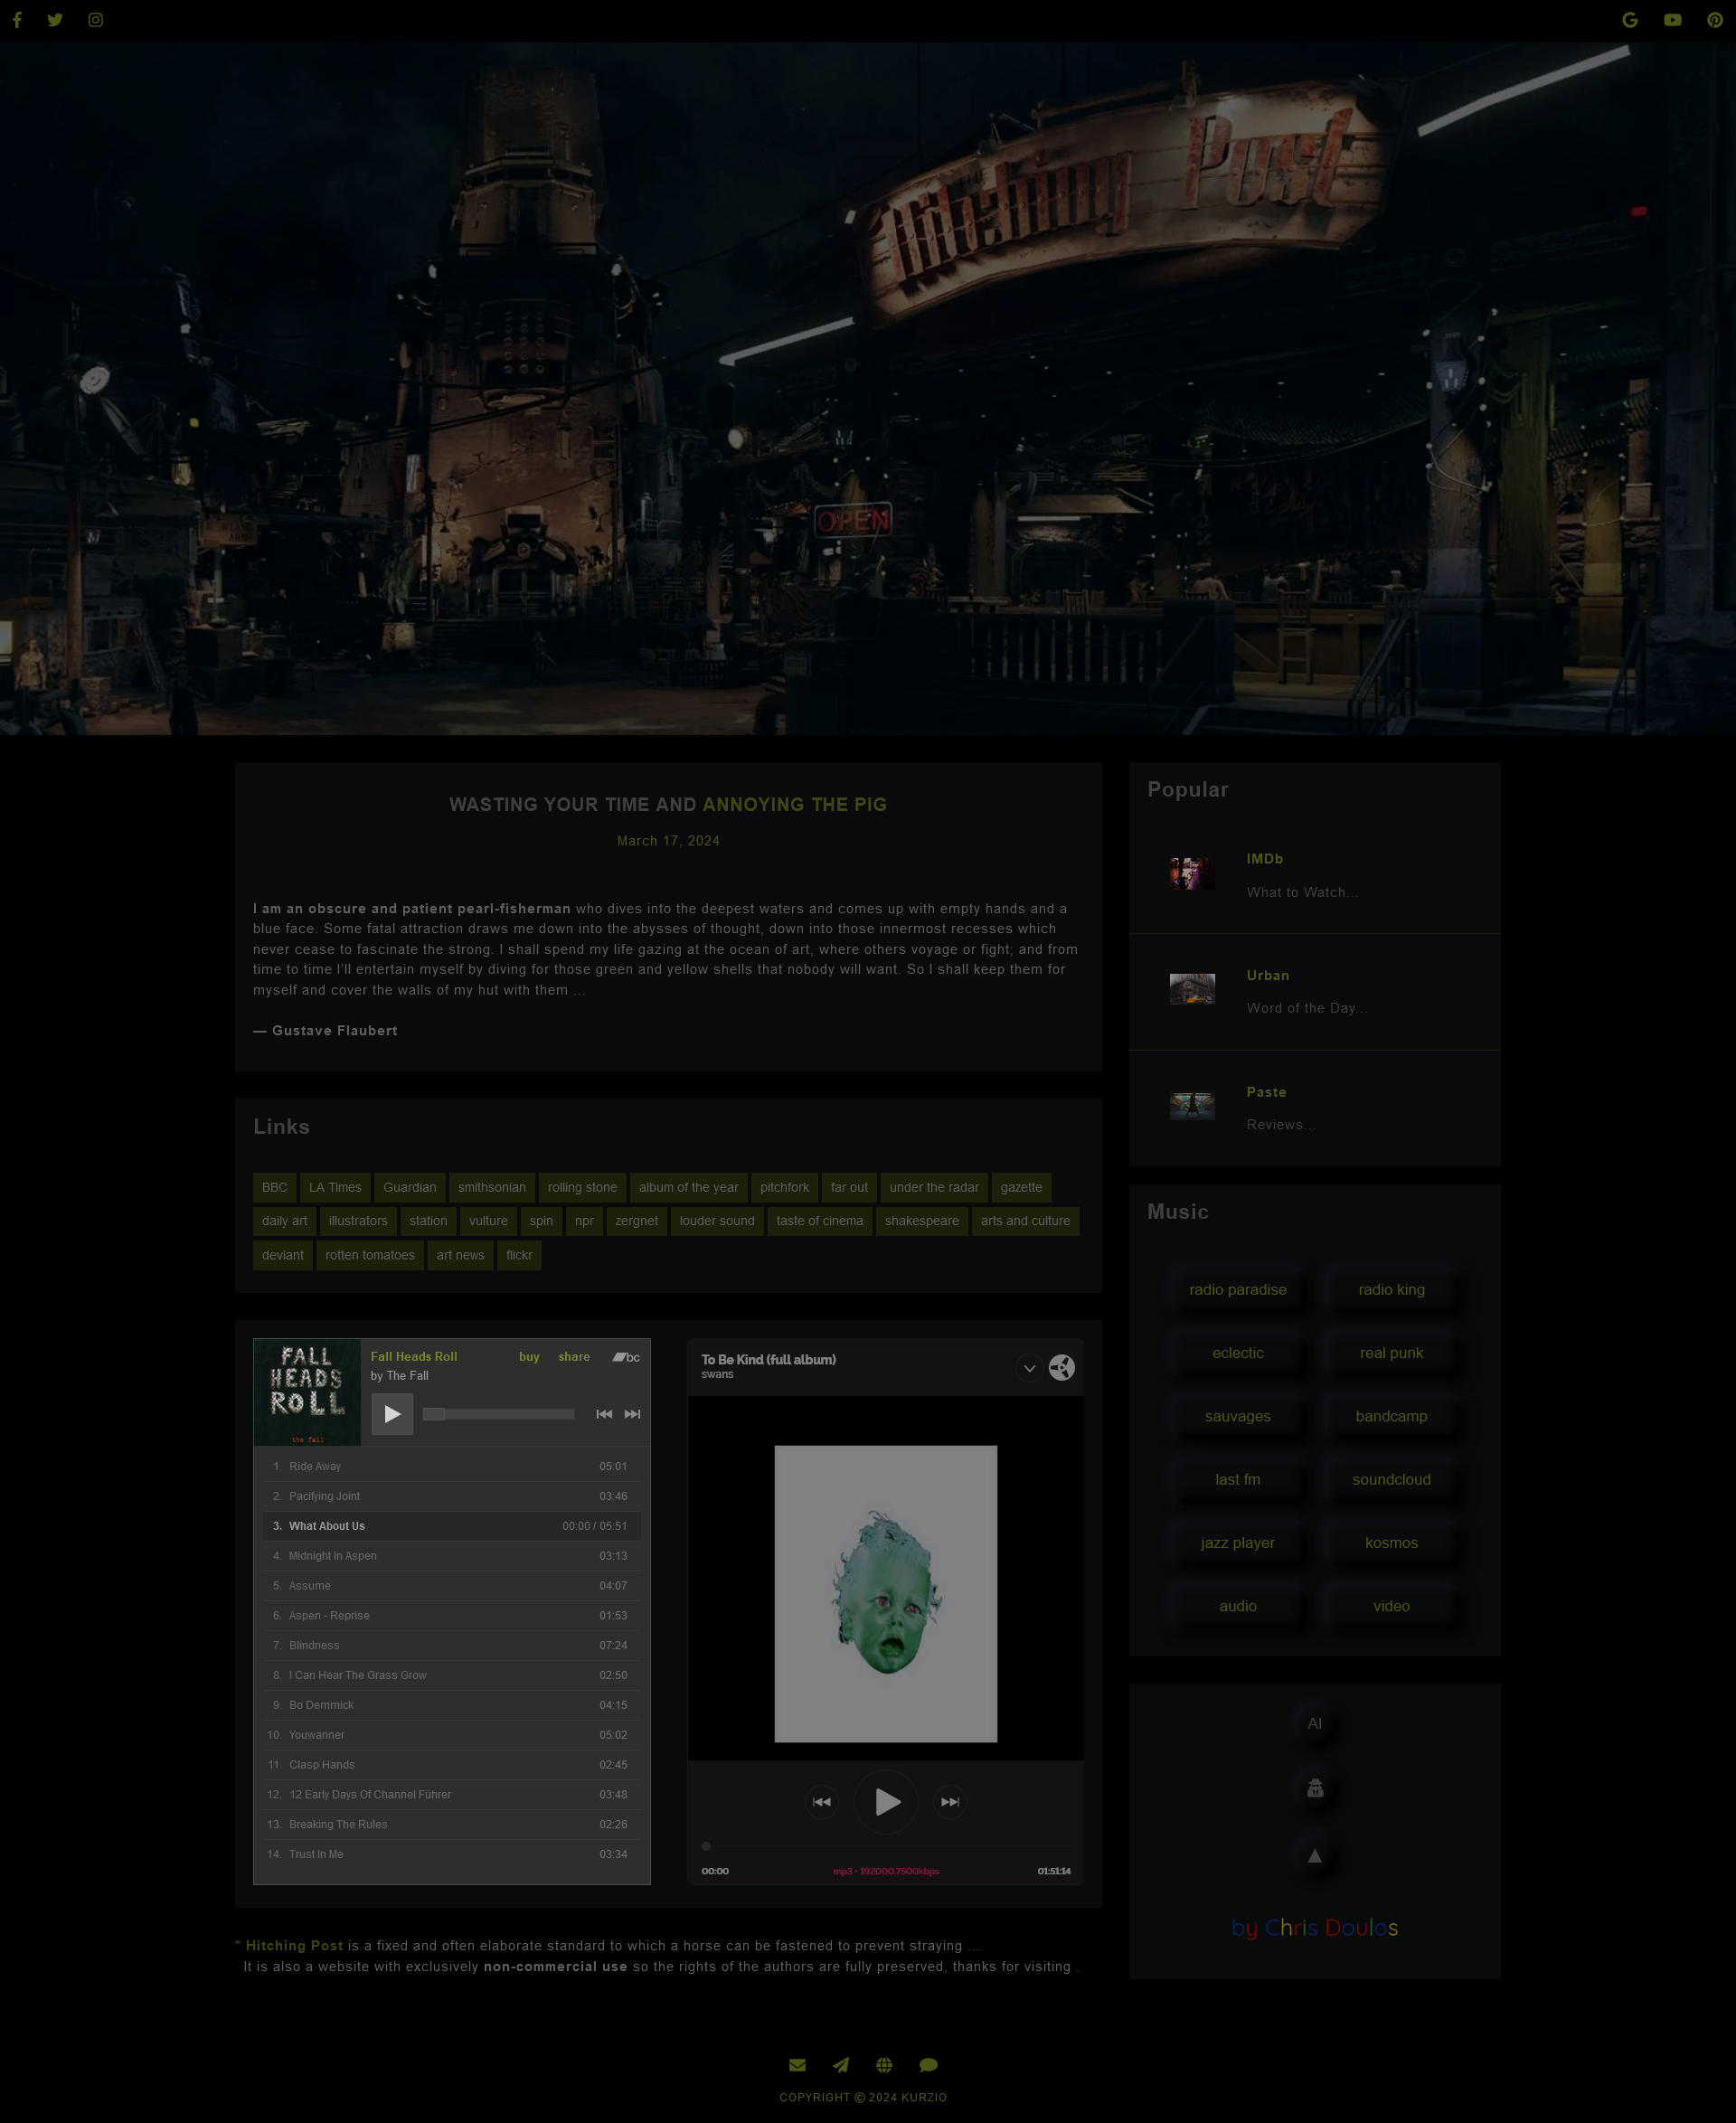 Hitching Post
OPEN
WASTING YOUR TIME AND ANNOYING THE PIG
March 17, 2024
I am an obscure and patient pearl-fisherman who dives into the deepest waters and comes up with empty hands and a
blue face. Some fatal attraction draws me down into the abysses of thought, down into those innermost recesses which
never cease to fascinate the strong. I shall spend my life gazing at the ocean of art, where others voyage or fight; and from
time to time I'll entertain myself by diving for those green and yellow shells that nobody will want. So I shall keep them for
myself and cover the walls of my hut with them ...
— Gustave Flaubert
Links
BBC LA Times Guardian smithsonian rolling stone album of the year pitchfork far out under the radar gazette
daily art illustrators station vulture spin npr zergnet louder sound taste of cinema shakespeare arts and culture
deviant rotten tomatoes art news flickr
FALL
HEADS
ROLL
the fall
Fall Heads Roll buy share bc
by The Fall
1. Ride Away 05:01
2. Pacifying Joint 03:46
3. What About Us 00:00 / 05:51
4. Midnight in Aspen 03:13
5. Assume 04:07
6. Aspen - Reprise 01:53
7. Blindness 07:24
8. I Can Hear The Grass Grow 02:50
9. Bo Demmick 04:15
10. Youwanner 05:02
11. Clasp Hands 02:45
12. 12 Early Days Of Channel Führer 03:48
13. Breaking The Rules 02:26
14. Trust In Me 03:34
To Be Kind (full album)
swans
00:00 mp3 • 192000.7500kbps 01:51:14
* Hitching Post is a fixed and often elaborate standard to which a horse can be fastened to prevent straying ...
It is also a website with exclusively non-commercial use so the rights of the authors are fully preserved, thanks for visiting .
Popular
IMDb
What to Watch...
Urban
Word of the Day...
Paste
Reviews...
Music
radio paradise radio king
eclectic real punk
sauvages bandcamp
last fm soundcloud
jazz player kosmos
audio video
AI
by Chris Doulos
COPYRIGHT © 2024 KURZIO